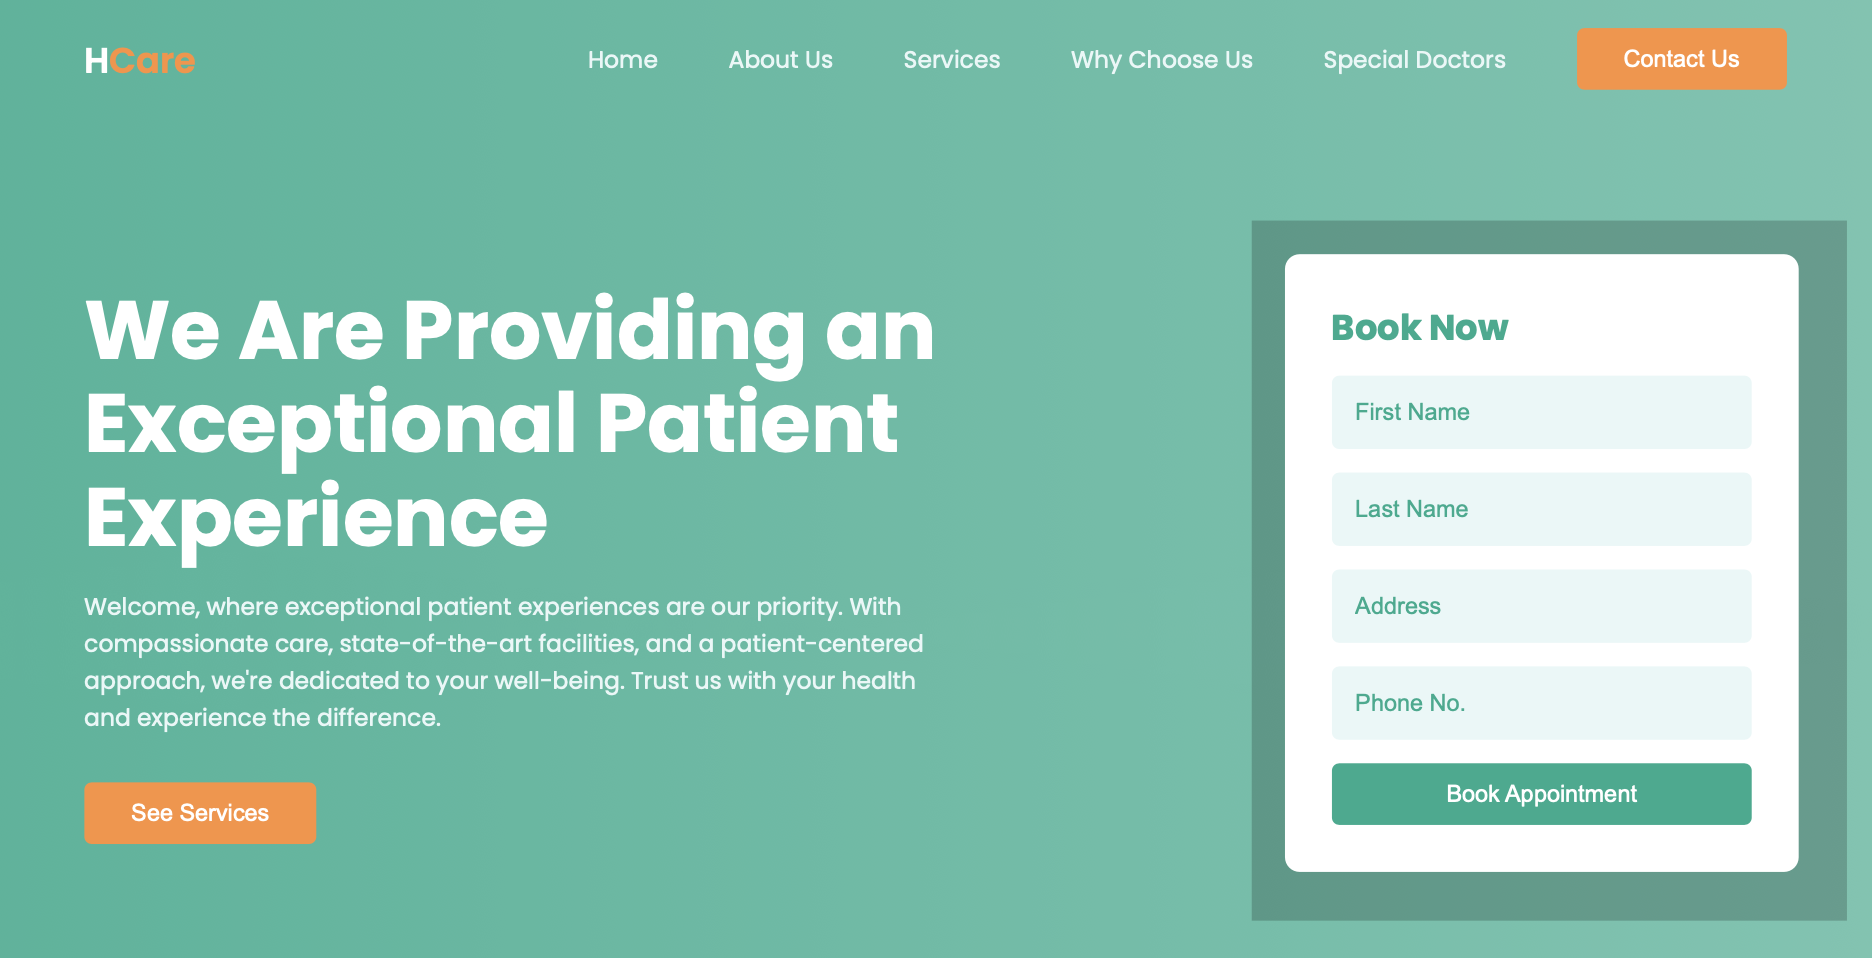 HCare
Home
About Us
Services
Why Choose Us
Special Doctors
Contact Us
We Are Providing an
Exceptional Patient
Experience
Welcome, where exceptional patient experiences are our priority. With
compassionate care, state-of-the-art facilities, and a patient-centered
approach, we're dedicated to your well-being. Trust us with your health
and experience the difference.
See Services
Book Now
First Name
Last Name
Address
Phone No.
Book Appointment